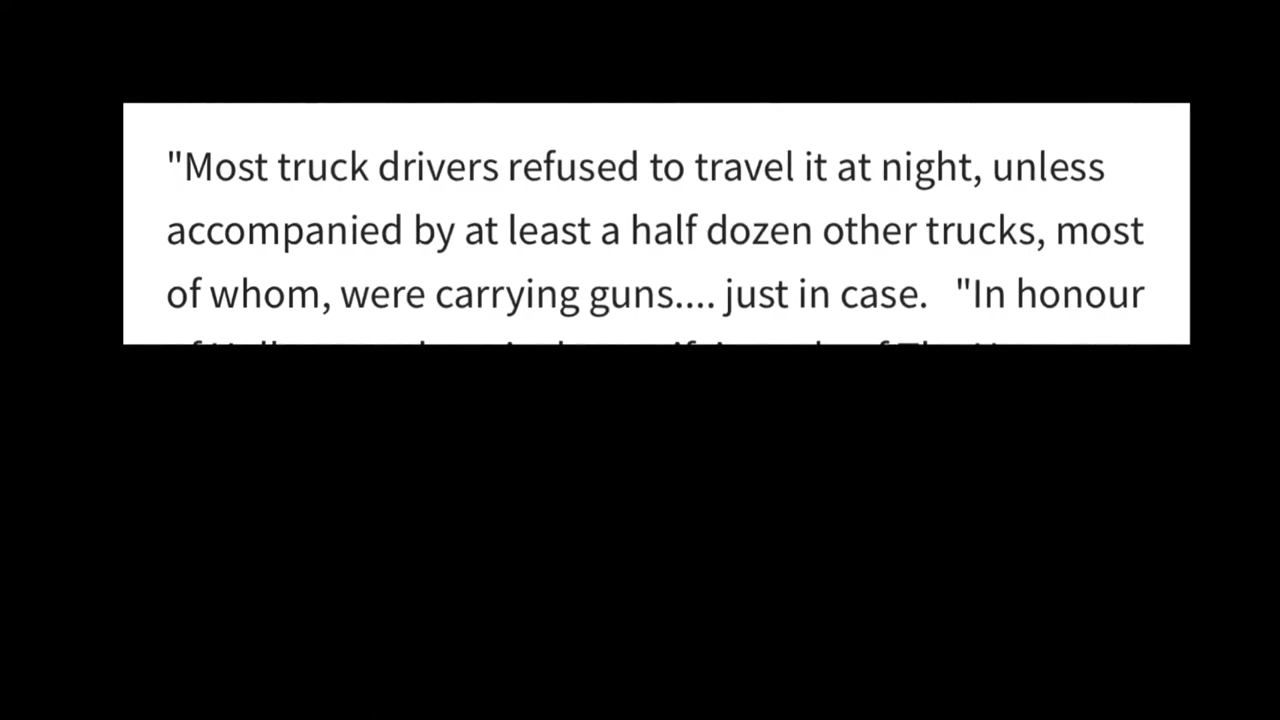 "Most truck drivers refused to travel it at night, unless
accompanied by at least a half dozen other trucks, most
of whom, were carrying guns.... just in case.   "In honour